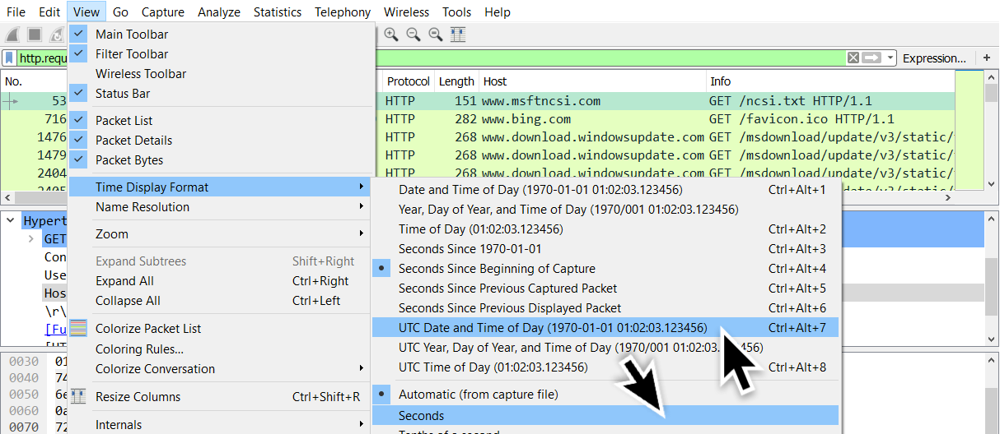 File Edit View Go Capture Analyze Statistics Telephony Wireless Tools Help
http.requ Expression... +
No. Protocol Length Host Info
53 HTTP 151 www.msftncsi.com GET /ncsi.txt HTTP/1.1
716 HTTP 282 www.bing.com GET /favicon.ico HTTP/1.1
1476 HTTP 268 www.download.windowsupdate.com GET /msdownload/update/v3/static/
1479 HTTP 268 www.download.windowsupdate.com GET /msdownload/update/v3/static/
2404 HTTP 268 www.download.windowsupdate.com GET /msdownload/update/v3/static/
Main Toolbar
Filter Toolbar
Wireless Toolbar
Status Bar
Packet List
Packet Details
Packet Bytes
Time Display Format
Name Resolution
Zoom
Expand Subtrees Shift+Right
Expand All Ctrl+Right
Collapse All Ctrl+Left
Colorize Packet List
Coloring Rules...
Colorize Conversation
Resize Columns Ctrl+Shift+R
Internals
Date and Time of Day (1970-01-01 01:02:03.123456) Ctrl+Alt+1
Year, Day of Year, and Time of Day (1970/001 01:02:03.123456)
Time of Day (01:02:03.123456) Ctrl+Alt+2
Seconds Since 1970-01-01 Ctrl+Alt+3
Seconds Since Beginning of Capture Ctrl+Alt+4
Seconds Since Previous Captured Packet Ctrl+Alt+5
Seconds Since Previous Displayed Packet Ctrl+Alt+6
UTC Date and Time of Day (1970-01-01 01:02:03.123456) Ctrl+Alt+7
UTC Year, Day of Year, and Time of Day (1970/001 01:02:03.123456)
UTC Time of Day (01:02:03.123456) Ctrl+Alt+8
Automatic (from capture file)
Seconds
Tenths of a second
Hypert
GET
Con
Use
Hos
\r\
[Fu
0030 01
0040 74
0050 6e
0060 0a
0070 72